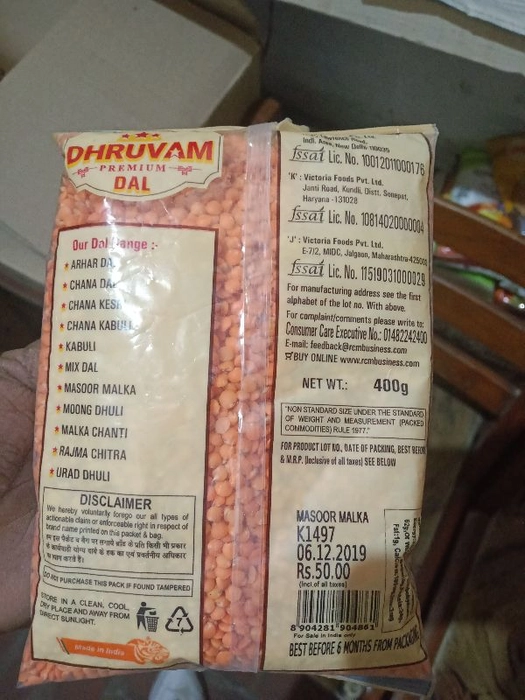 DHRUVAM
PREMIUM
DAL
Our Dal Range :-
ARHAR DAL
CHANA DAL
CHANA KESRI
CHANA KABULI
KABULI
MIX DAL
MASOOR MALKA
MOONG DHULI
MALKA CHANTI
RAJMA CHITRA
URAD DHULI
DISCLAIMER
We hereby voluntarily forego our all types of
actionable claim or enforceable right in respect of
brand name printed on this packet & bag.
DO NOT PURCHASE THIS PACK IF FOUND TAMPERED
STORE IN A CLEAN, COOL,
DRY PLACE AND AWAY FROM
DIRECT SUNLIGHT.
7
made in India
Indl. Area, New Delhi
fssai Lic. No. 10012011000176
'K' : Victoria Foods Pvt. Ltd.
Janti Road, Kundli, Distt. Sonepat,
Haryana -131028
fssai Lic. No. 10814020000004
'J' : Victoria Foods Pvt. Ltd.
E-7/2, MIDC, Jalgaon, Maharashtra-425
fssai Lic. No. 11519031000029
For manufacturing address see the first
alphabet of the lot no. With above.
For complaint/comments please write to:
Consumer Care Executive No.: 01482242400
E-mail: feedback@rcmbusiness.com
BUY ONLINE www.rcmbusiness.com
NET WT.: 400g
"NON STANDARD SIZE UNDER THE STANDARD
OF WEIGHT AND MEASUREMENT (PACKED
COMMODITIES) RULE 1977."
FOR PRODUCT LOT NO., DATE OF PACKING, BEST BEFORE
& M.R.P. (Inclusive of all taxes) SEE BELOW
MASOOR MALKA
K1497
06.12.2019
Rs.50.00
(Incl.of all taxes)
8 904281 904861
For Sale in India only
BEST BEFORE 6 MONTHS FROM PACKING